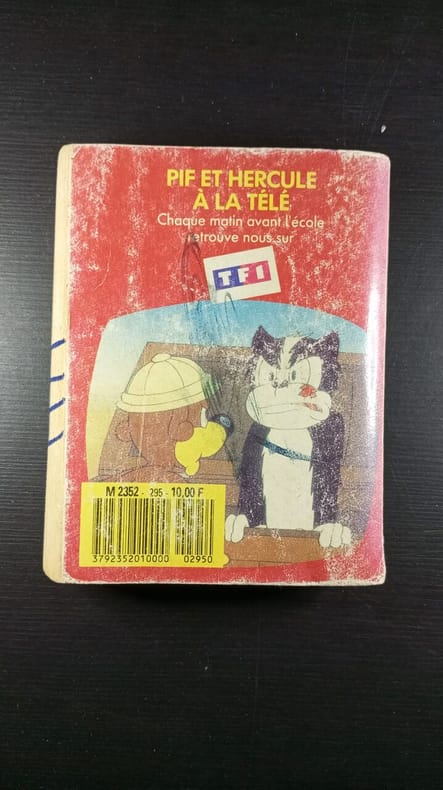 PIF ET HERCULE
À LA TÉLÉ
Chaque matin avant l'école
retrouve nous sur
TF1
M 2352 - 295 - 10,00 F
3792352010000 02950